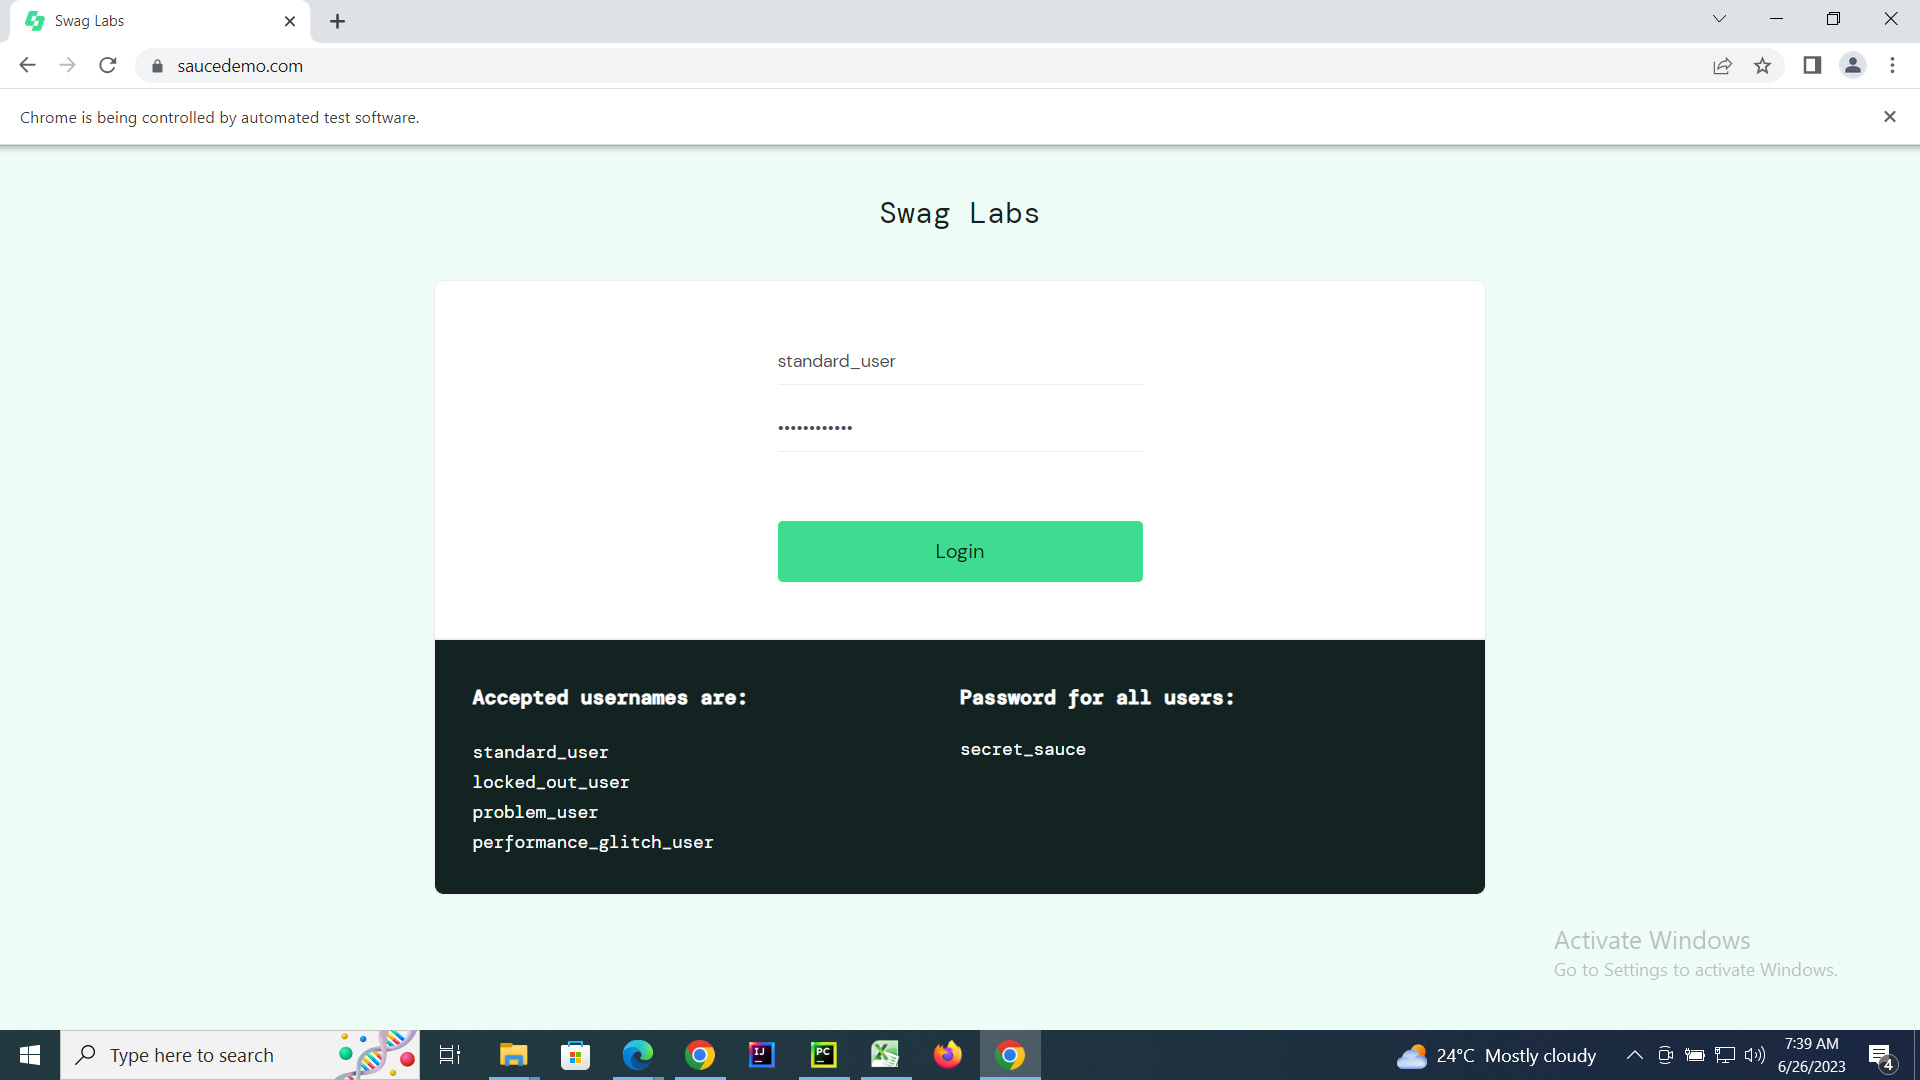 Swag Labs
saucedemo.com
Chrome is being controlled by automated test software.
Swag Labs
standard_user
••••••••••••
Login
Accepted usernames are:
standard_user
locked_out_user
problem_user
performance_glitch_user
Password for all users:
secret_sauce
Activate Windows
Go to Settings to activate Windows.
Type here to search
IJ
PC
24°C Mostly cloudy
7:39 AM
6/26/2023
4